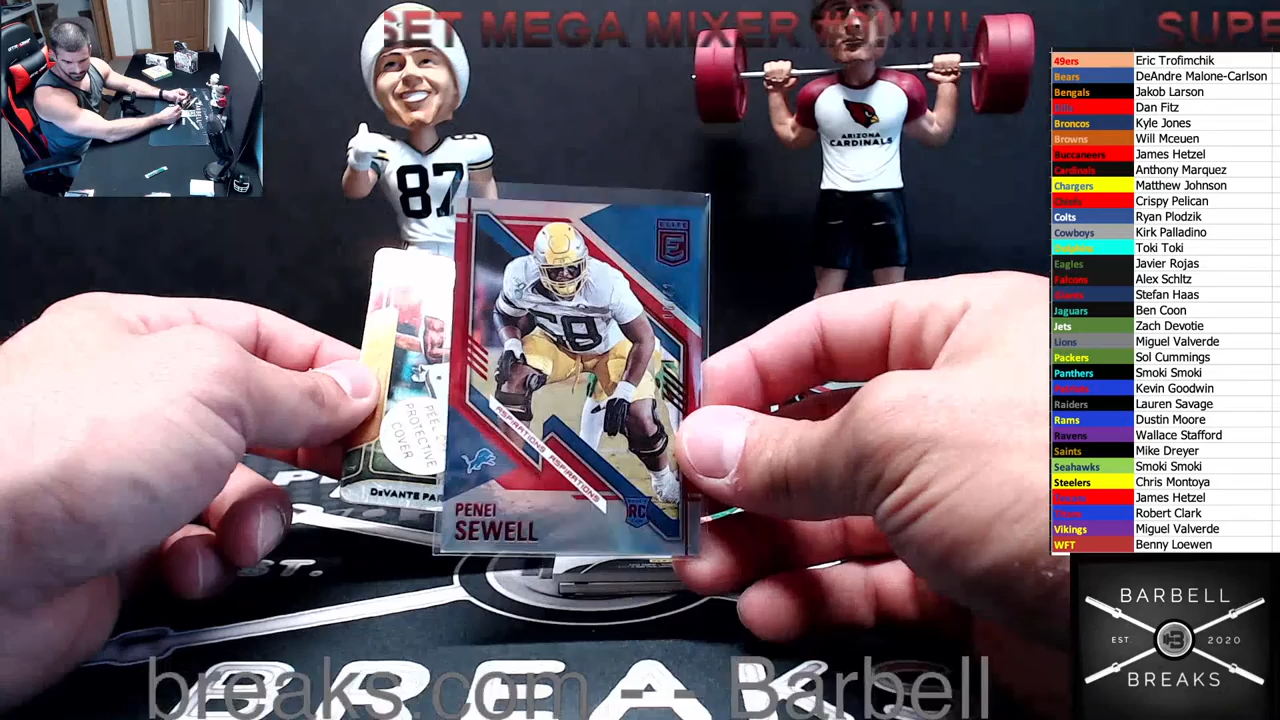 SET MEGA MIXER
SUPE
49ers Eric Trofimchik
Bears DeAndre Malone-Carlson
Bengals Jakob Larson
Bills Dan Fitz
Broncos Kyle Jones
Browns Will Mceuen
Buccaneers James Hetzel
Cardinals Anthony Marquez
Chargers Matthew Johnson
Chiefs Crispy Pelican
Colts Ryan Plodzik
Cowboys Kirk Palladino
Dolphins Toki Toki
Eagles Javier Rojas
Falcons Alex Schltz
Giants Stefan Haas
Jaguars Ben Coon
Jets Zach Devotie
Lions Miguel Valverde
Packers Sol Cummings
Panthers Smoki Smoki
Patriots Kevin Goodwin
Raiders Lauren Savage
Rams Dustin Moore
Ravens Wallace Stafford
Saints Mike Dreyer
Seahawks Smoki Smoki
Steelers Chris Montoya
Texans James Hetzel
Titans Robert Clark
Vikings Miguel Valverde
WFT Benny Loewen
ARIZONA
CARDINALS
87
ELITE
E
58
ASPIRATIONS ASPIRATIONS
PENEI
SEWELL
RC
PEEL
PROTECTIVE
COVER
DEVANTE PAR
ST.
BREAKS
BARBELL
EST. 2020
BREAKS
breaks.com - - Barbell